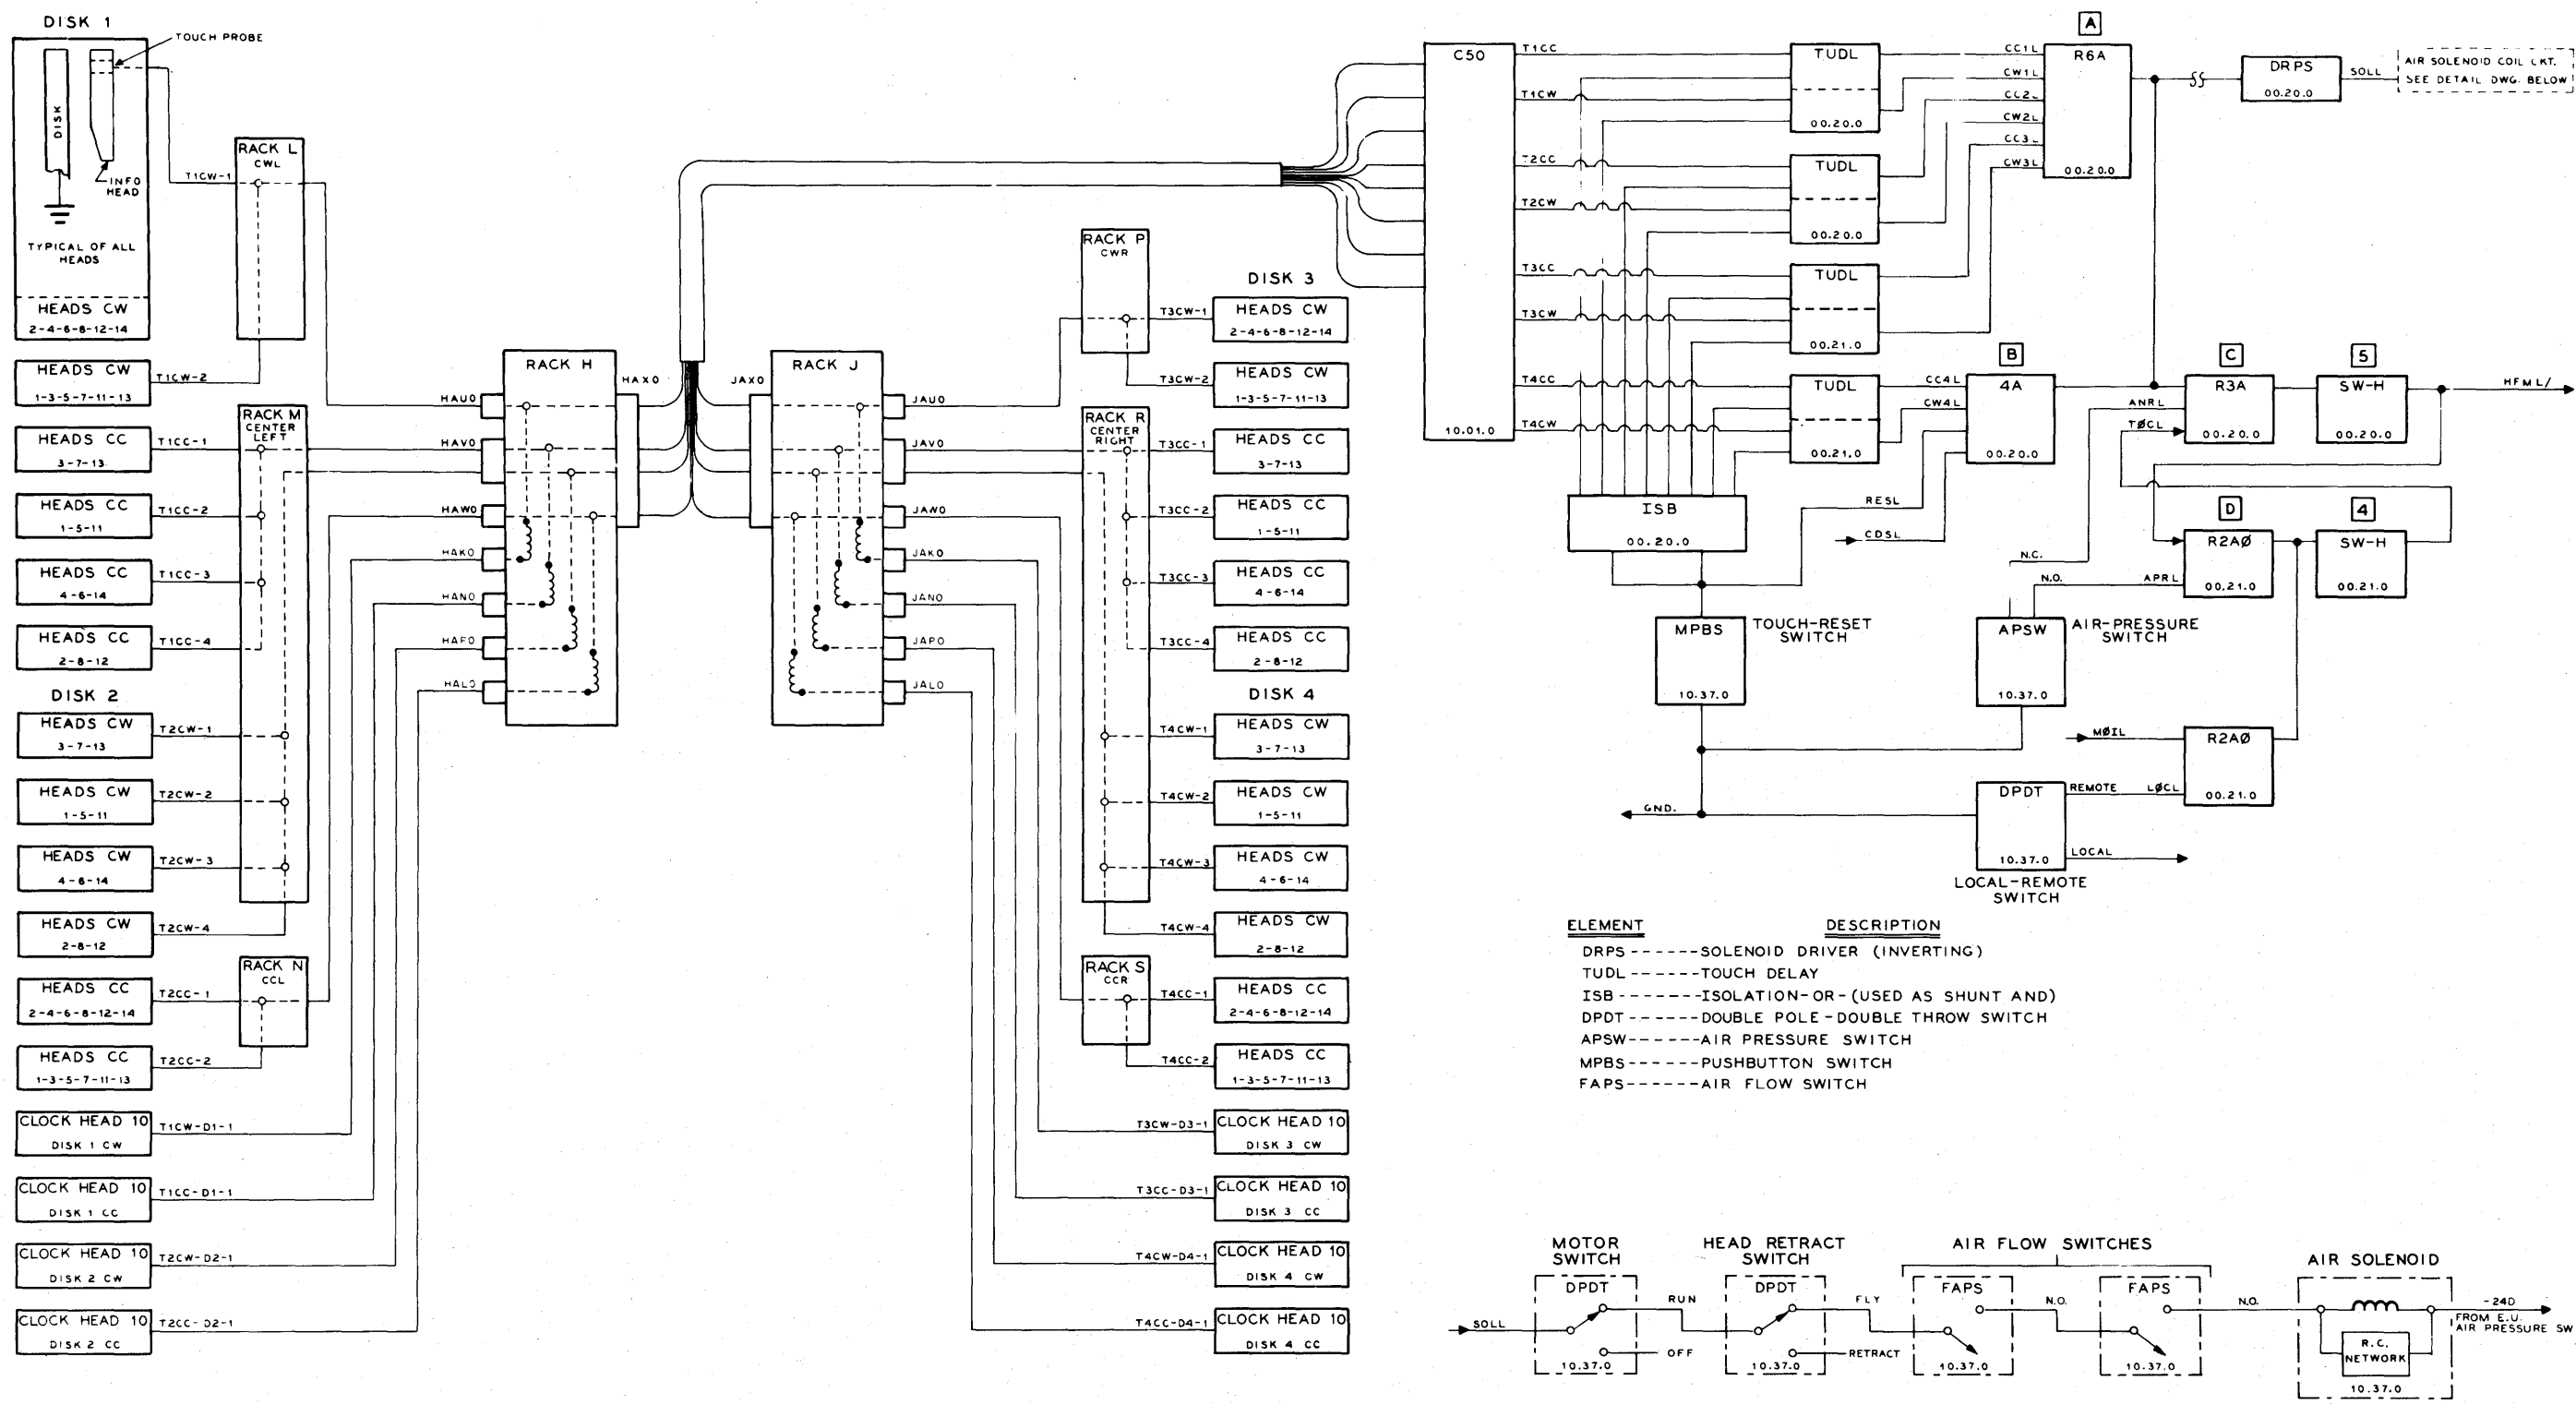 DISK 1
TOUCH PROBE
DISK
INFO
HEAD
TYPICAL OF ALL
HEADS
HEADS CW
2-4-6-8-12-14
HEADS CW
1-3-5-7-11-13
T1CW-2
RACK L
CWL
T1CW-1
HEADS CC
3-7-13
T1CC-1
HEADS CC
1-5-11
T1CC-2
HEADS CC
4-6-14
T1CC-3
HEADS CC
2-8-12
T1CC-4
RACK M
CENTER
LEFT
DISK 2
HEADS CW
3-7-13
T2CW-1
HEADS CW
1-5-11
T2CW-2
HEADS CW
4-6-14
T2CW-3
HEADS CW
2-8-12
T2CW-4
RACK N
CCL
HEADS CC
2-4-6-8-12-14
T2CC-1
HEADS CC
1-3-5-7-11-13
T2CC-2
CLOCK HEAD 10
DISK 1 CW
T1CW-D1-1
CLOCK HEAD 10
DISK 1 CC
T1CC-D1-1
CLOCK HEAD 10
DISK 2 CW
T2CW-D2-1
CLOCK HEAD 10
DISK 2 CC
T2CC-D2-1
RACK H
HAU0
HAV0
HAW0
HAK0
HAN0
HAL0
HAX0
RACK J
JAX0
JAU0
JAV0
JAW0
JAK0
JAN0
JAP0
JAL0
RACK P
CWR
DISK 3
T3CW-1
HEADS CW
2-4-6-8-12-14
T3CW-2
HEADS CW
1-3-5-7-11-13
RACK R
CENTER
RIGHT
T3CC-1
HEADS CC
3-7-13
T3CC-2
HEADS CC
1-5-11
T3CC-3
HEADS CC
4-6-14
T3CC-4
HEADS CC
2-8-12
DISK 4
T4CW-1
HEADS CW
3-7-13
T4CW-2
HEADS CW
1-5-11
T4CW-3
HEADS CW
4-6-14
T4CW-4
HEADS CW
2-8-12
RACK S
CCR
T4CC-1
HEADS CC
2-4-6-8-12-14
T4CC-2
HEADS CC
1-3-5-7-11-13
T3CW-D3-1
CLOCK HEAD 10
DISK 3 CW
T3CC-D3-1
CLOCK HEAD 10
DISK 3 CC
T4CW-D4-1
CLOCK HEAD 10
DISK 4 CW
T4CC-D4-1
CLOCK HEAD 10
DISK 4 CC
C50
10.01.0
T1CC
T1CW
T2CC
T2CW
T3CC
T3CW
T4CC
T4CW
TUDL
00.20.0
TUDL
00.20.0
TUDL
00.21.0
TUDL
00.21.0
A
CC1L
CW1L
CC2L
CW2L
CC3L
CW3L
R6A
00.20.0
DRPS
00.20.0
SOLL
AIR SOLENOID COIL CKT.
SEE DETAIL DWG. BELOW
B
CC4L
CW4L
4A
00.20.0
RESL
CDSL
C
ANRL
TØCL
R3A
00.20.0
5
SW-H
00.20.0
HFML/
D
R2AØ
00.21.0
4
SW-H
00.21.0
N.C.
N.O.
APRL
ISB
00.20.0
MPBS
10.37.0
TOUCH-RESET
SWITCH
APSW
10.37.0
AIR-PRESSURE
SWITCH
MØIL
R2AØ
00.21.0
DPDT
10.37.0
REMOTE
LØCL
LOCAL
GND.
LOCAL-REMOTE
SWITCH
ELEMENT DESCRIPTION
DRPS ------SOLENOID DRIVER (INVERTING)
TUDL ------TOUCH DELAY
ISB -------ISOLATION-OR-(USED AS SHUNT AND)
DPDT ------DOUBLE POLE-DOUBLE THROW SWITCH
APSW------AIR PRESSURE SWITCH
MPBS------PUSHBUTTON SWITCH
FAPS------AIR FLOW SWITCH
MOTOR
SWITCH
DPDT
SOLL
RUN
OFF
10.37.0
HEAD RETRACT
SWITCH
DPDT
FLY
RETRACT
10.37.0
AIR FLOW SWITCHES
FAPS
N.O.
10.37.0
FAPS
N.O.
10.37.0
AIR SOLENOID
R.C.
NETWORK
10.37.0
-24D
FROM E.U.
AIR PRESSURE SW